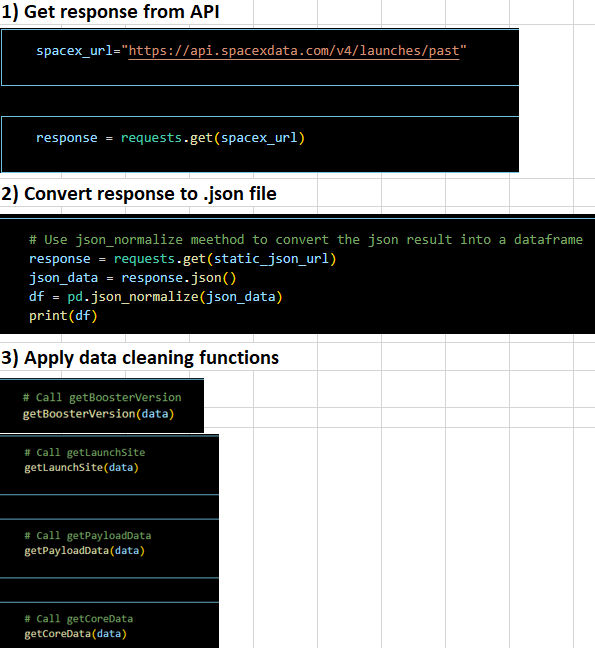 1) Get response from API
spacex_url="https://api.spacexdata.com/v4/launches/past"
response = requests.get(spacex_url)
2) Convert response to .json file
# Use json_normalize meethod to convert the json result into a dataframe
response = requests.get(static_json_url)
json_data = response.json()
df = pd.json_normalize(json_data)
print(df)
3) Apply data cleaning functions
# Call getBoosterVersion
getBoosterVersion(data)
# Call getLaunchSite
getLaunchSite(data)
# Call getPayloadData
getPayloadData(data)
# Call getCoreData
getCoreData(data)